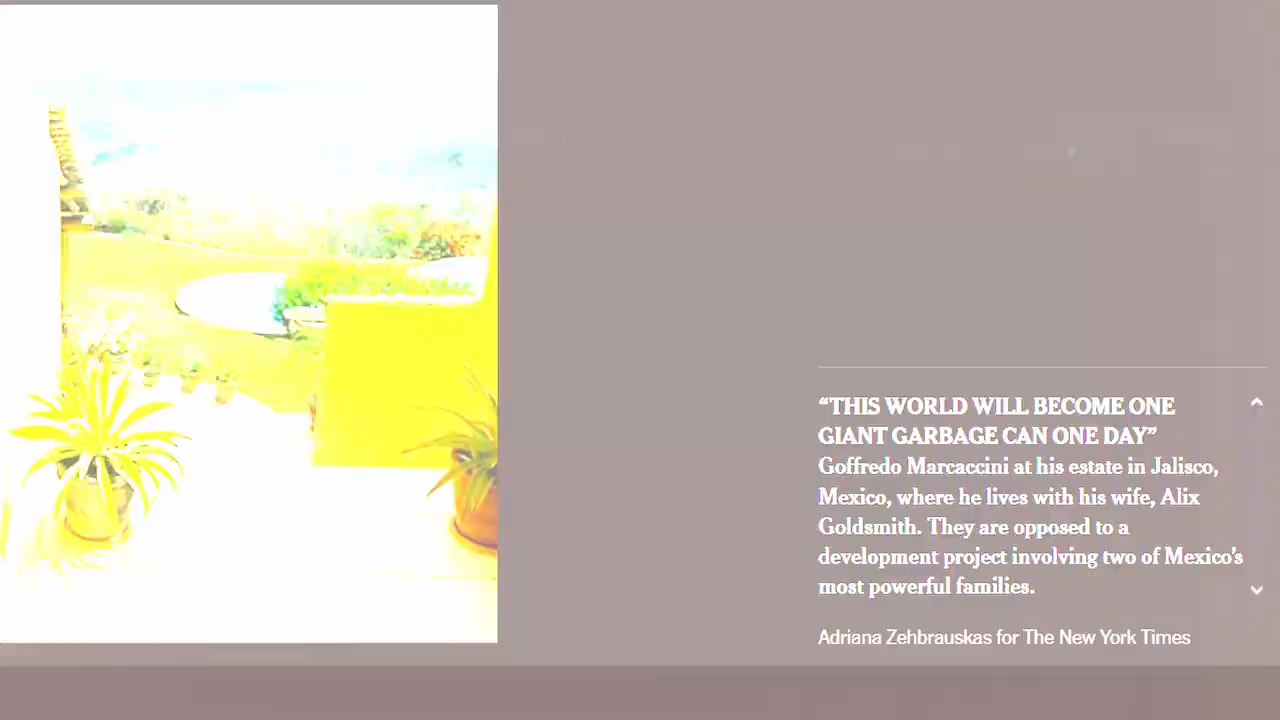 “THIS WORLD WILL BECOME ONE
GIANT GARBAGE CAN ONE DAY”
Goffredo Marcaccini at his estate in Jalisco,
Mexico, where he lives with his wife, Alix
Goldsmith. They are opposed to a
development project involving two of Mexico’s
most powerful families.
Adriana Zehbrauskas for The New York Times